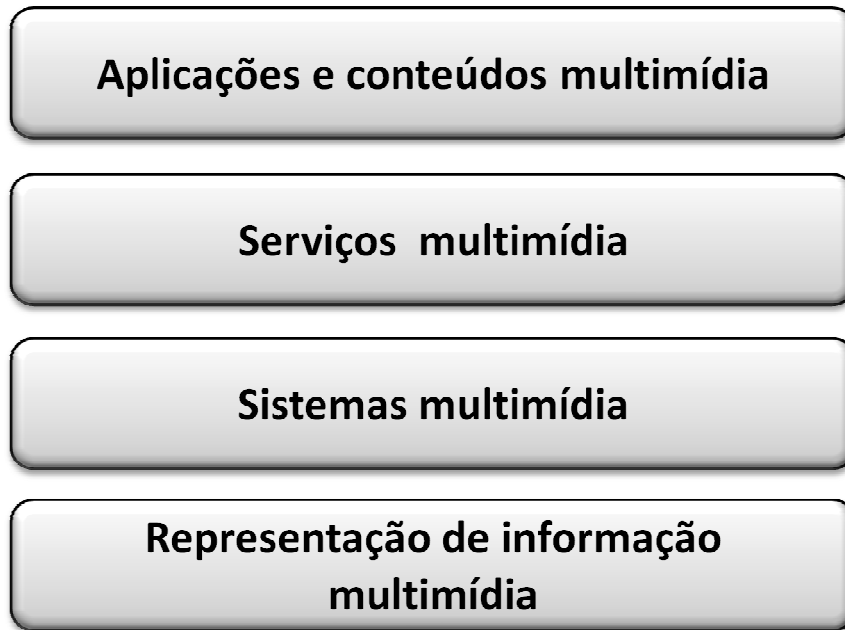 Aplicações e conteúdos multimídia
Serviços  multimídia
Sistemas multimídia
Representação de informação
multimídia